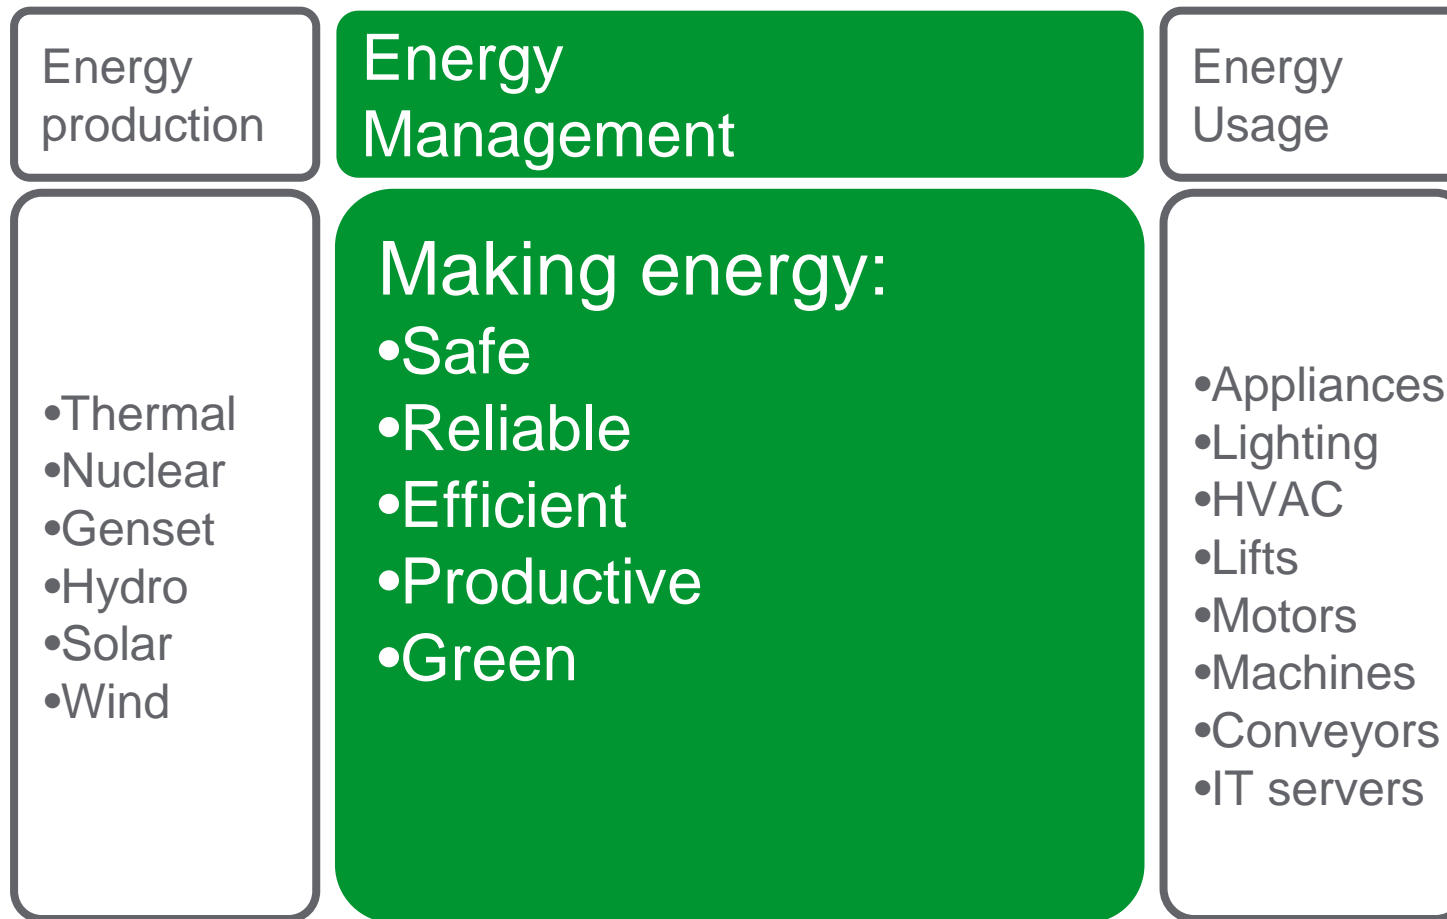 Energy
production
Energy
Management
Energy
Usage
•Thermal
•Nuclear
•Genset
•Hydro
•Solar
•Wind
Making energy:
•Safe
•Reliable
•Efficient
•Productive
•Green
•Appliances
•Lighting
•HVAC
•Lifts
•Motors
•Machines
•Conveyors
•IT servers